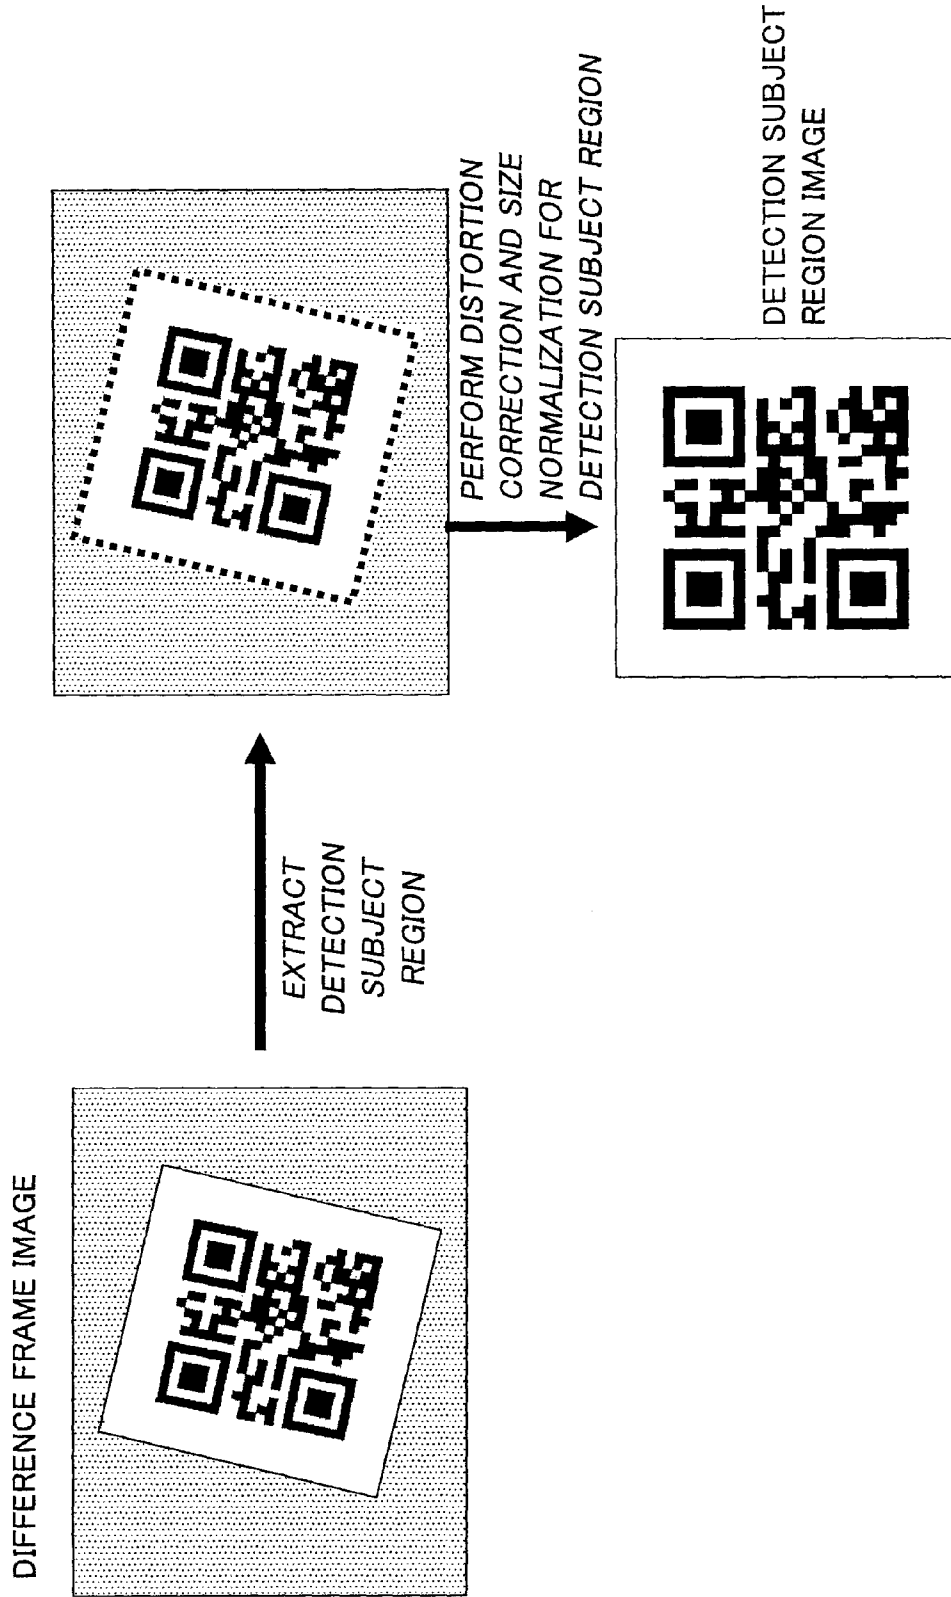 DIFFERENCE FRAME IMAGE
EXTRACT
DETECTION
SUBJECT
REGION
PERFORM DISTORTION
CORRECTION AND SIZE
NORMALIZATION FOR
DETECTION SUBJECT REGION
DETECTION SUBJECT
REGION IMAGE